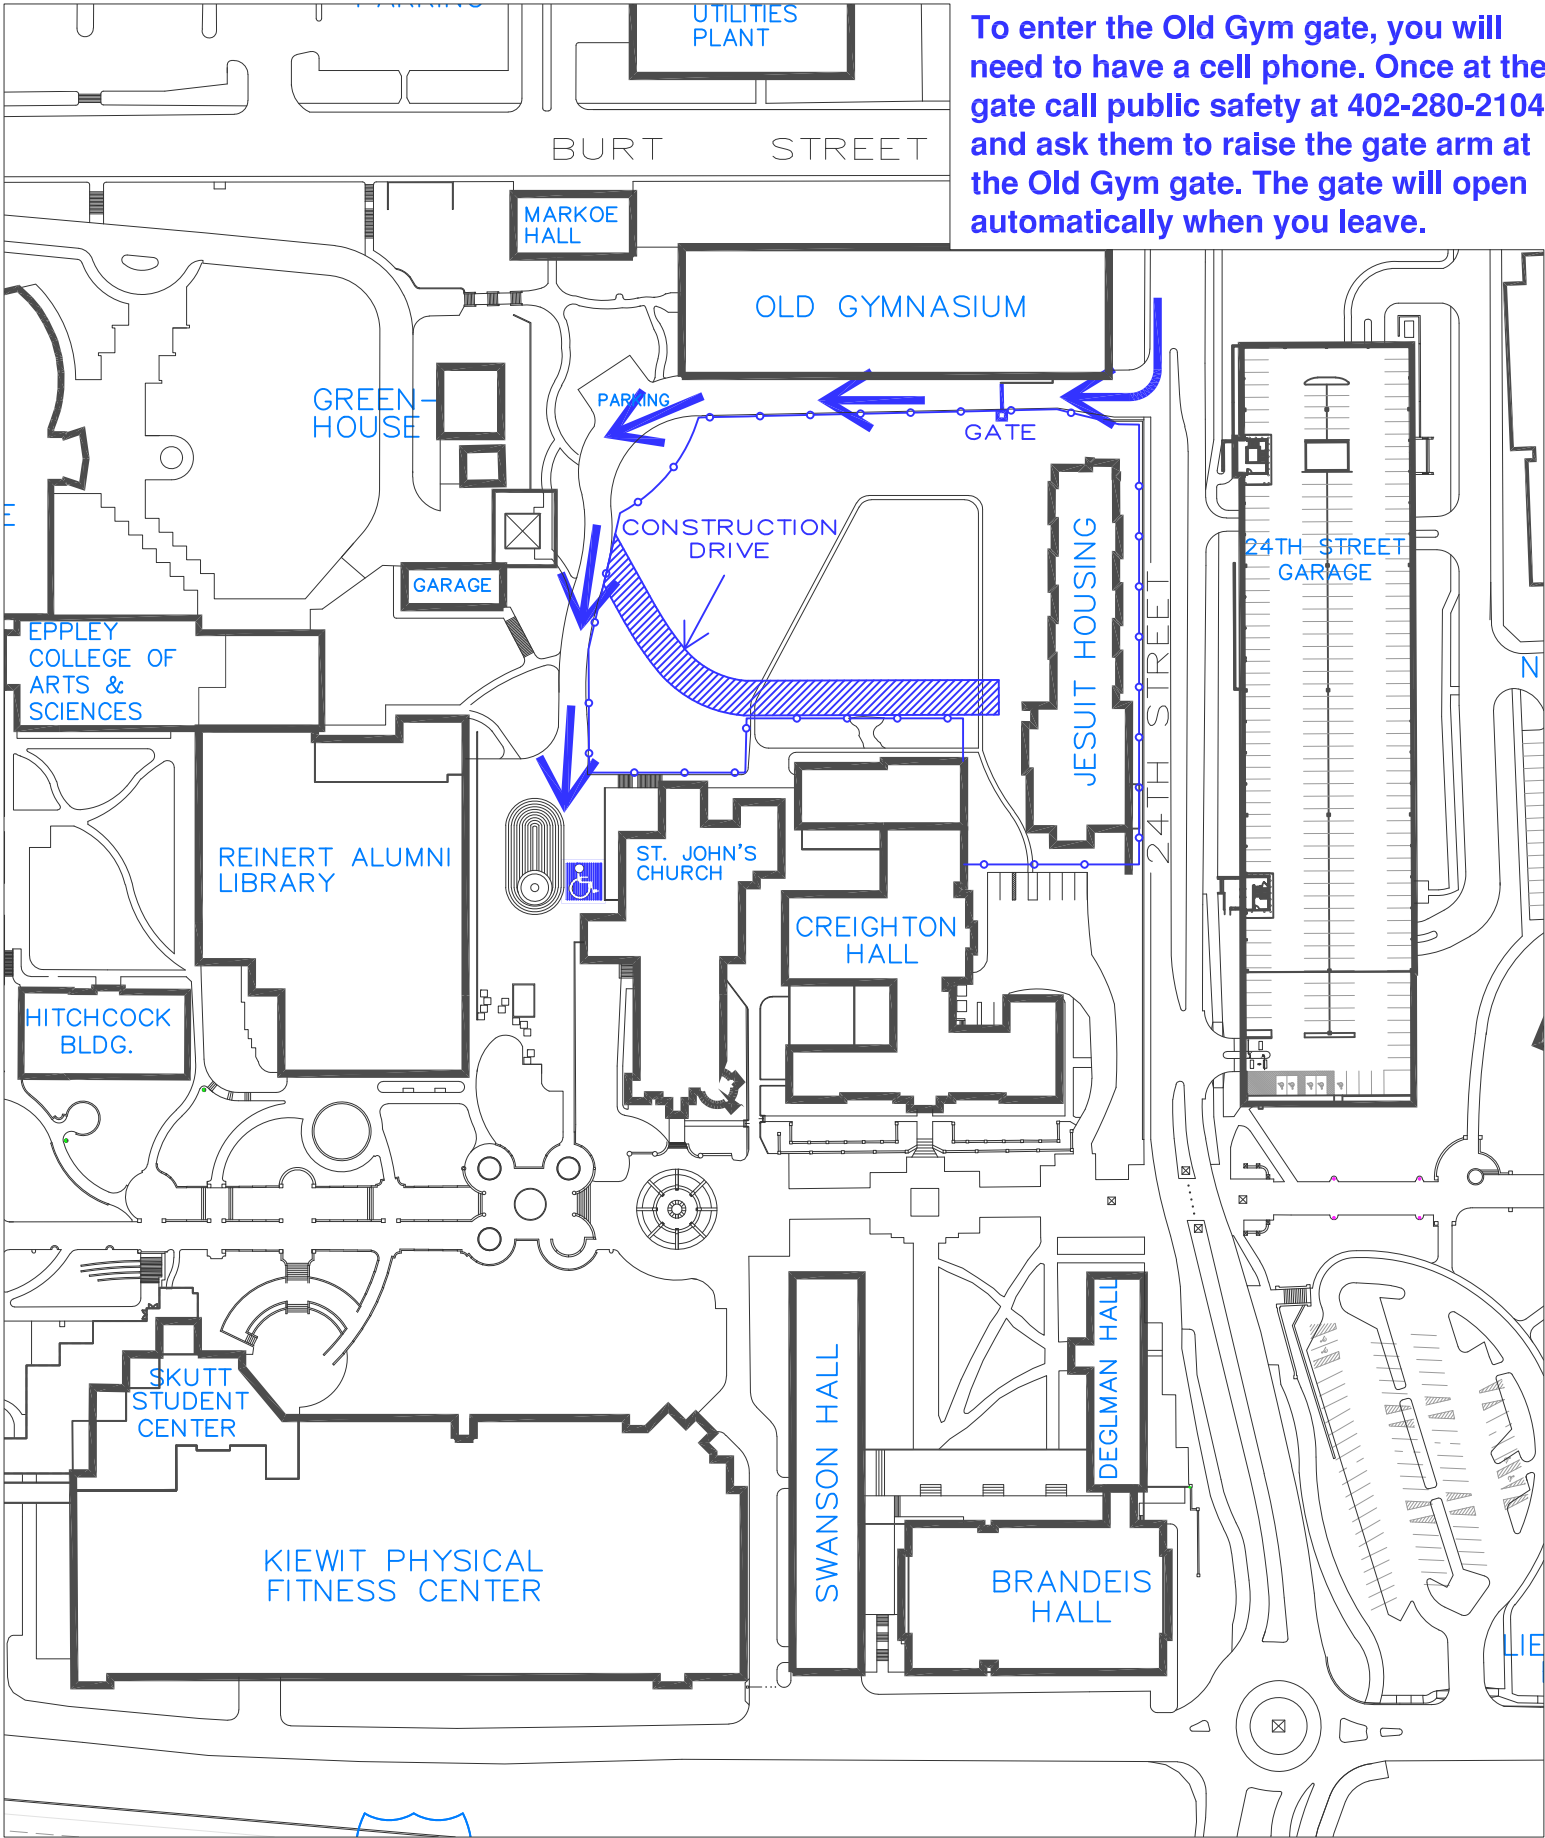 UTILITIES
PLANT
To enter the Old Gym gate, you will
need to have a cell phone. Once at the
gate call public safety at 402-280-2104
and ask them to raise the gate arm at
the Old Gym gate. The gate will open
automatically when you leave.
BURT STREET
MARKOE
HALL
OLD GYMNASIUM
GREEN-
HOUSE
PARKING
GATE
CONSTRUCTION
DRIVE
JESUIT HOUSING
24TH STREET
24TH STREET
GARAGE
GARAGE
EPPLEY
COLLEGE OF
ARTS &
SCIENCES
REINERT ALUMNI
LIBRARY
ST. JOHN'S
CHURCH
CREIGHTON
HALL
HITCHCOCK
BLDG.
SKUTT
STUDENT
CENTER
KIEWIT PHYSICAL
FITNESS CENTER
SWANSON HALL
DEGLMAN HALL
BRANDEIS
HALL